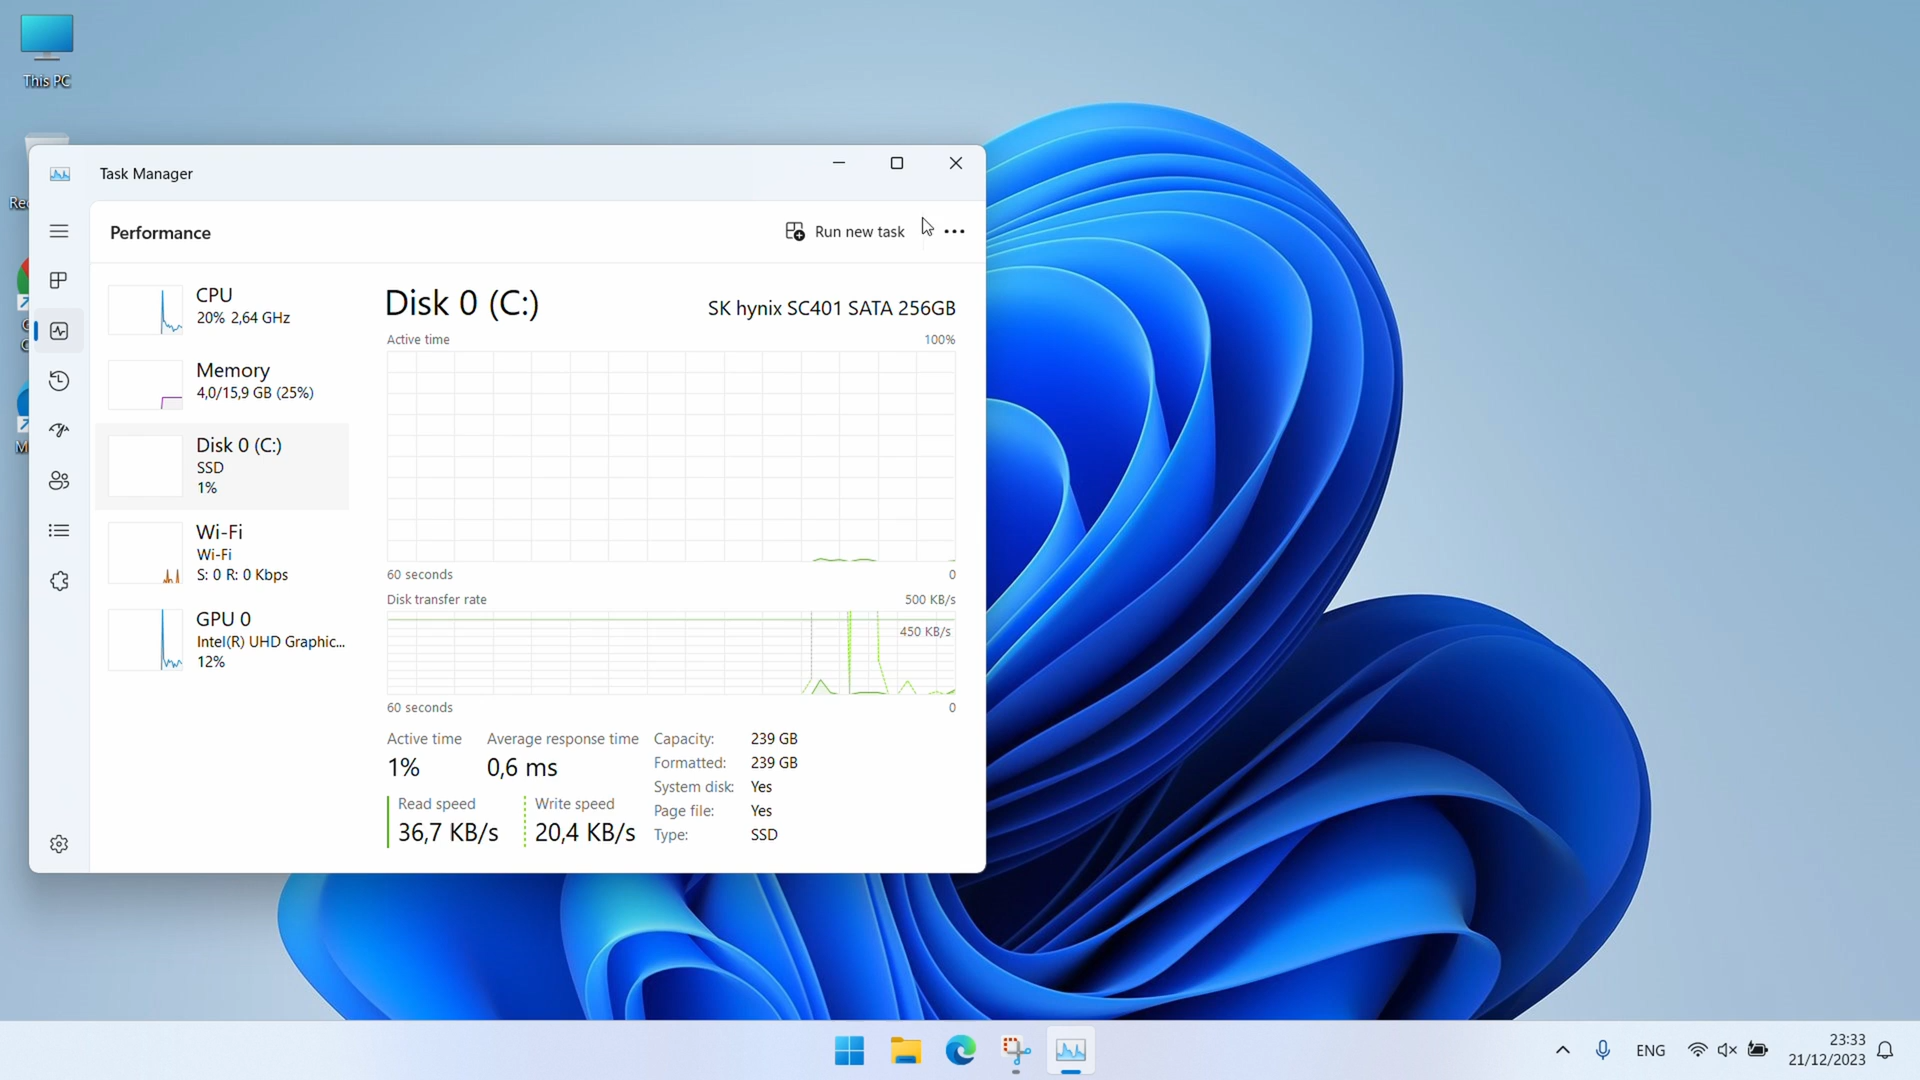 This PC
Rec
C
C
M
Task Manager
Performance
Run new task
CPU
20% 2,64 GHz
Memory
4,0/15,9 GB (25%)
Disk 0 (C:)
SSD
1%
Wi-Fi
Wi-Fi
S: 0 R: 0 Kbps
GPU 0
Intel(R) UHD Graphic...
12%
Disk 0 (C:)
SK hynix SC401 SATA 256GB
Active time
100%
60 seconds
0
Disk transfer rate
500 KB/s
450 KB/s
60 seconds
0
Active time
1%
Average response time
0,6 ms
Read speed
36,7 KB/s
Write speed
20,4 KB/s
Capacity: 239 GB
Formatted: 239 GB
System disk: Yes
Page file: Yes
Type: SSD
ENG
23:33
21/12/2023